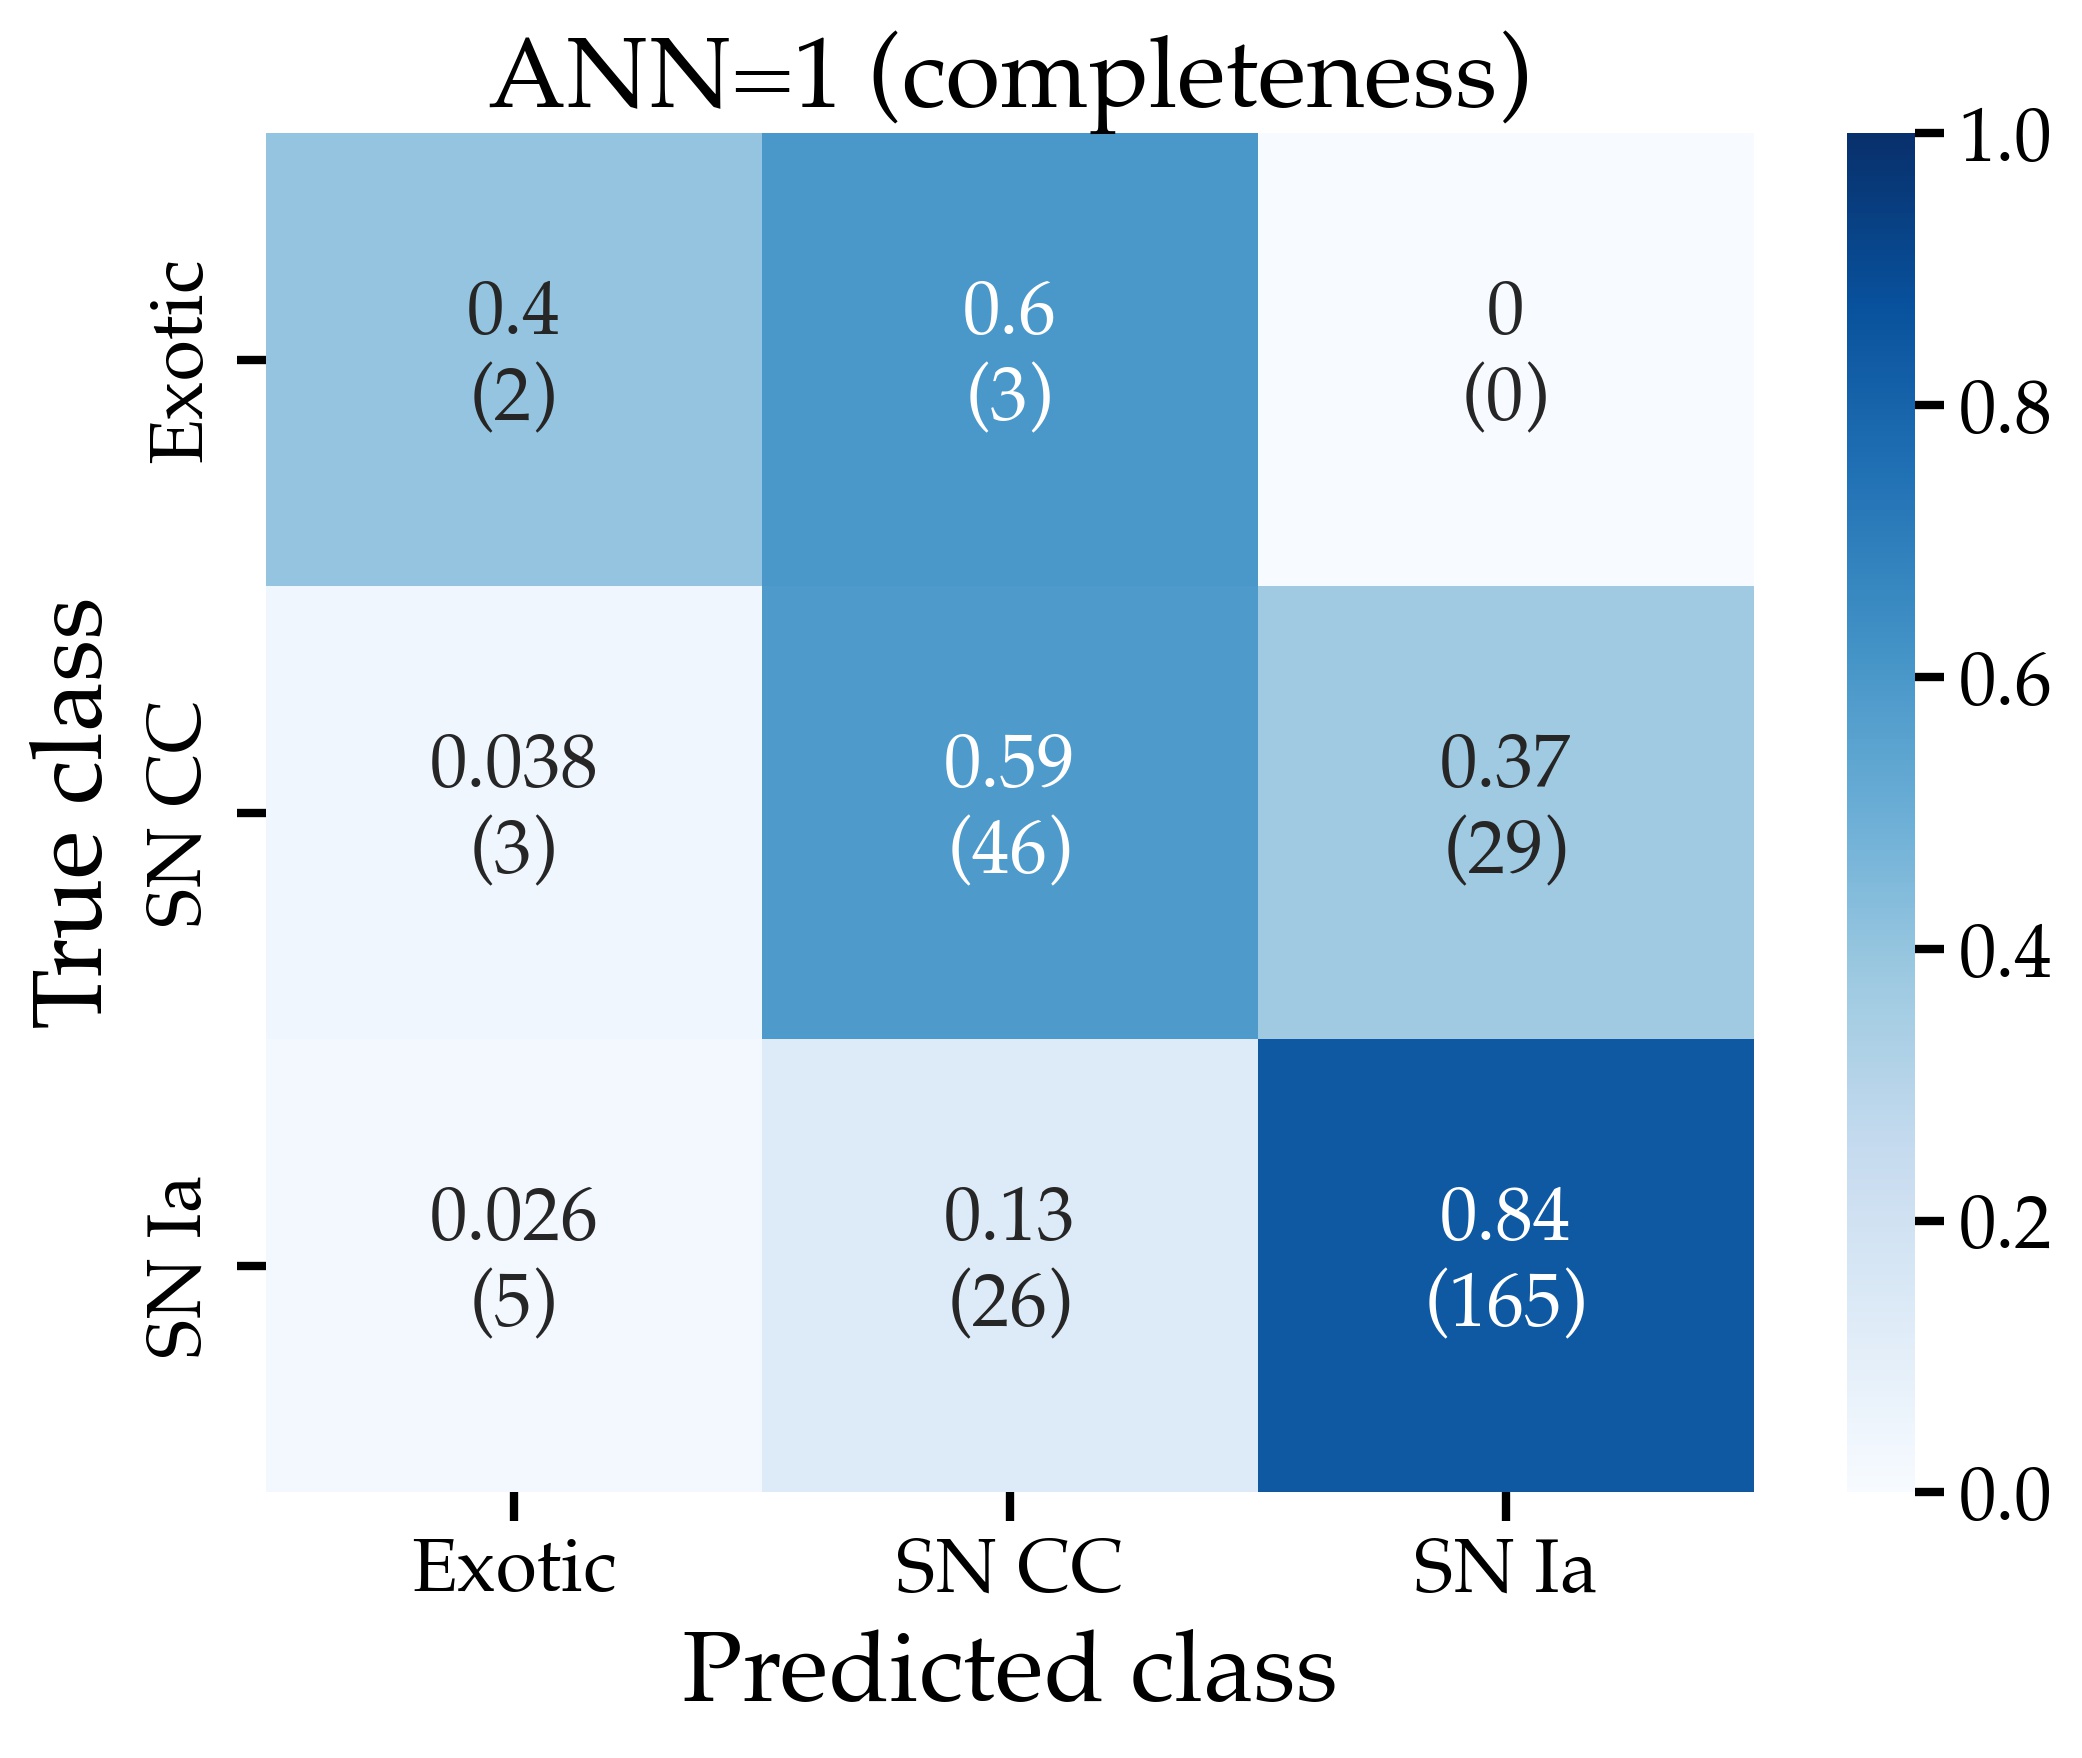 ANN=1 (completeness)
True class
Exotic
0.4
(2)
0.6
(3)
0
(0)
SN CC
0.038
(3)
0.59
(46)
0.37
(29)
SN Ia
0.026
(5)
0.13
(26)
0.84
(165)
Exotic
SN CC
SN Ia
Predicted class
1.0
0.8
0.6
0.4
0.2
0.0